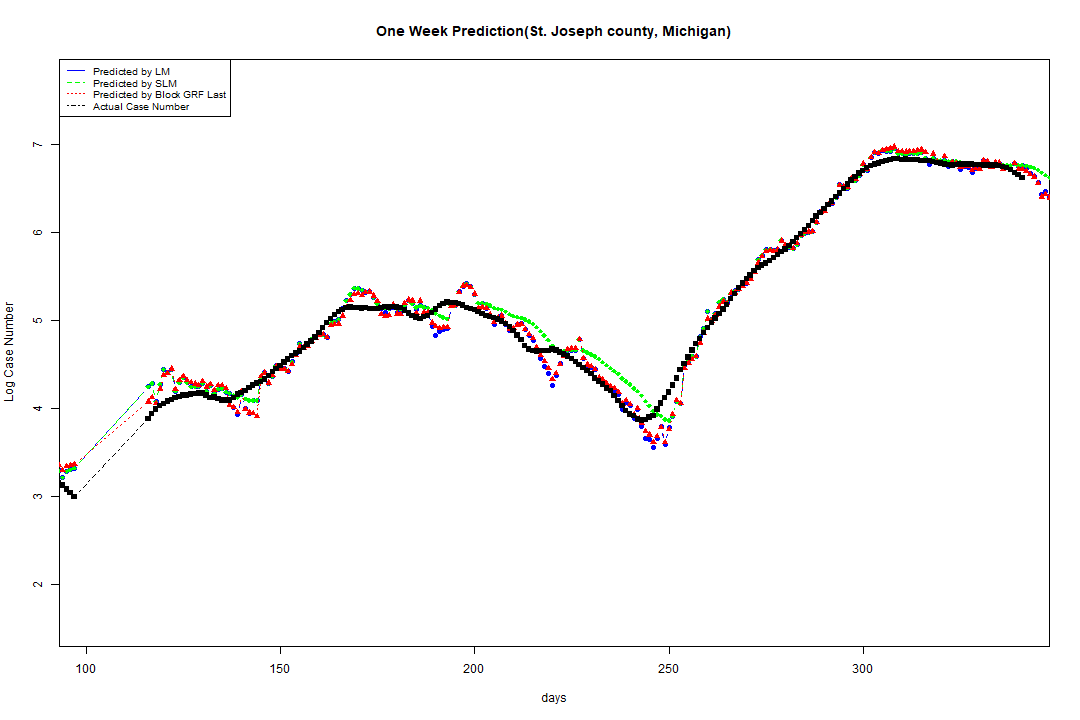 One Week Prediction(St. Joseph county, Michigan)
Predicted by LM
Predicted by SLM
Predicted by Block GRF Last
Actual Case Number
7
6
5
4
3
2
Log Case Number
100 150 200 250 300
days